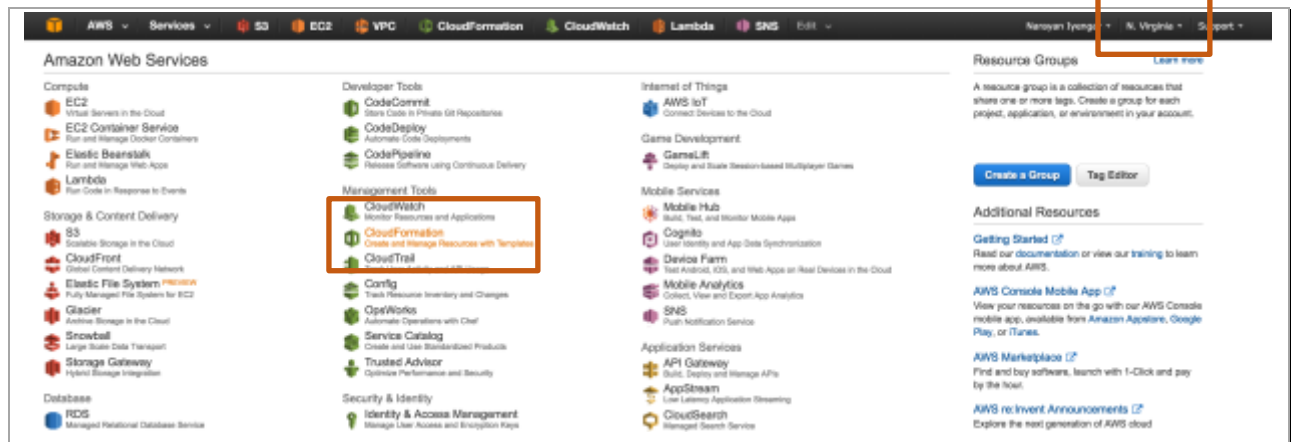 AWS Services S3 EC2 VPC CloudFormation CloudWatch Lambda SNS Edit Narayan Iyengar N. Virginia Support
Amazon Web Services
Compute
EC2
Virtual Servers in the Cloud
EC2 Container Service
Run and Manage Docker Containers
Elastic Beanstalk
Run and Manage Web Apps
Lambda
Run Code in Response to Events
Storage & Content Delivery
S3
Scalable Storage in the Cloud
CloudFront
Global Content Delivery Network
Elastic File System PREVIEW
Fully Managed File System for EC2
Glacier
Archive Storage in the Cloud
Snowball
Large Scale Data Transport
Storage Gateway
Hybrid Storage Integration
Database
RDS
Managed Relational Database Service
Developer Tools
CodeCommit
Store Code in Private Git Repositories
CodeDeploy
Automate Code Deployments
CodePipeline
Release Software using Continuous Delivery
Management Tools
CloudWatch
Monitor Resources and Applications
CloudFormation
Create and Manage Resources with Templates
CloudTrail
Track User Activity and API Usage
Config
Track Resource Inventory and Changes
OpsWorks
Automate Operations with Chef
Service Catalog
Create and Use Standardized Products
Trusted Advisor
Optimize Performance and Security
Security & Identity
Identity & Access Management
Manage User Access and Encryption Keys
Internet of Things
AWS IoT
Connect Devices to the Cloud
Game Development
GameLift
Deploy and Scale Session-based Multiplayer Games
Mobile Services
Mobile Hub
Build, Test, and Monitor Mobile Apps
Cognito
User Identity and App Data Synchronization
Device Farm
Test Android, iOS, and Web Apps on Real Devices in the Cloud
Mobile Analytics
Collect, View and Export App Analytics
SNS
Push Notification Service
Application Services
API Gateway
Build, Deploy and Manage APIs
AppStream
Low Latency Application Streaming
CloudSearch
Managed Search Service
Resource Groups Learn more
A resource group is a collection of resources that
share one or more tags. Create a group for each
project, application, or environment in your account.
Create a Group Tag Editor
Additional Resources
Getting Started
Read our documentation or view our training to learn
more about AWS.
AWS Console Mobile App
View your resources on the go with our AWS Console
mobile app, available from Amazon Appstore, Google
Play, or iTunes.
AWS Marketplace
Find and buy software, launch with 1-Click and pay
by the hour.
AWS re:Invent Announcements
Explore the next generation of AWS cloud